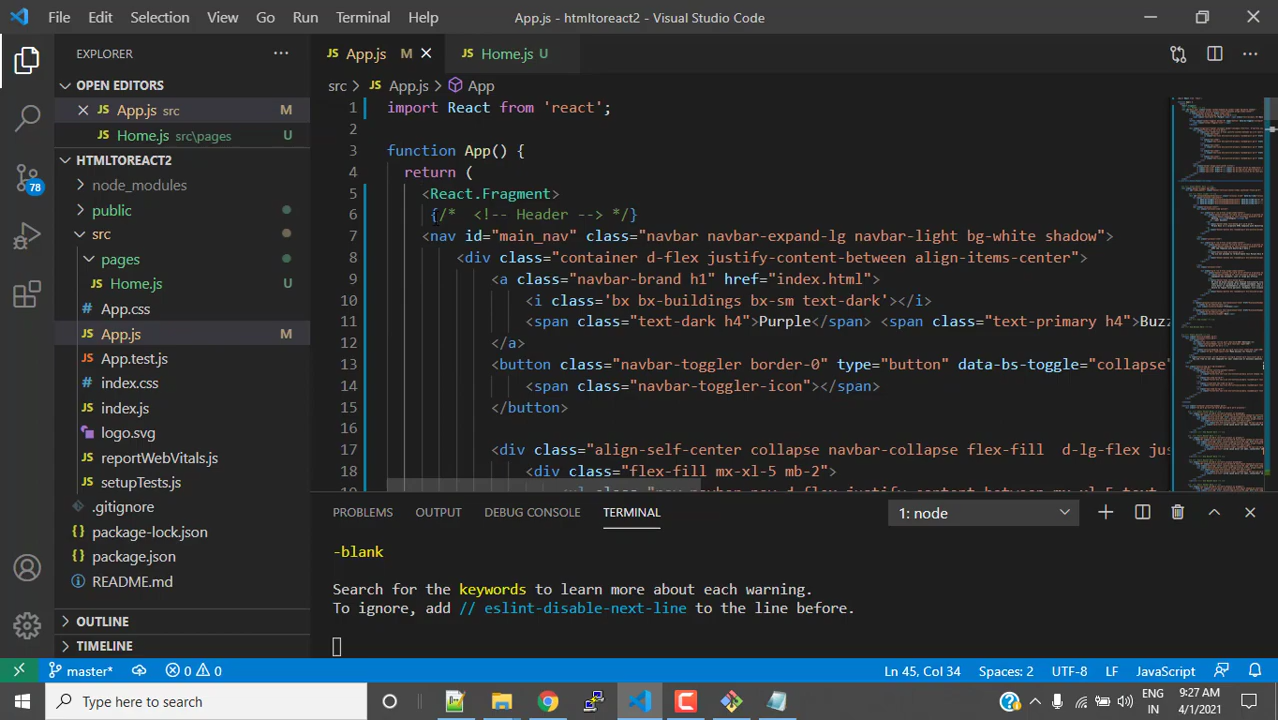 File Edit Selection View Go Run Terminal Help App.js - htmltoreact2 - Visual Studio Code
EXPLORER
OPEN EDITORS
App.js src M
Home.js src\pages U
HTMLTOREACT2
node_modules
public
src
pages
Home.js U
App.css
App.js M
App.test.js
index.css
index.js
logo.svg
reportWebVitals.js
setupTests.js
.gitignore
package-lock.json
package.json
README.md
OUTLINE
TIMELINE
78
JS App.js M
JS Home.js U
src > JS App.js > App
1 import React from 'react';
2
3 function App() {
4 return (
5 <React.Fragment>
6 {/* <!-- Header --> */}
7 <nav id="main_nav" class="navbar navbar-expand-lg navbar-light bg-white shadow">
8 <div class="container d-flex justify-content-between align-items-center">
9 <a class="navbar-brand h1" href="index.html">
10 <i class='bx bx-buildings bx-sm text-dark'></i>
11 <span class="text-dark h4">Purple</span> <span class="text-primary h4">Buzz
12 </a>
13 <button class="navbar-toggler border-0" type="button" data-bs-toggle="collapse"
14 <span class="navbar-toggler-icon"></span>
15 </button>
16
17 <div class="align-self-center collapse navbar-collapse flex-fill d-lg-flex jus
18 <div class="flex-fill mx-xl-5 mb-2">
PROBLEMS OUTPUT DEBUG CONSOLE TERMINAL 1: node
-blank
Search for the keywords to learn more about each warning.
To ignore, add // eslint-disable-next-line to the line before.
master* 0 0 Ln 45, Col 34 Spaces: 2 UTF-8 LF JavaScript
Type here to search
ENG
IN
9:27 AM
4/1/2021